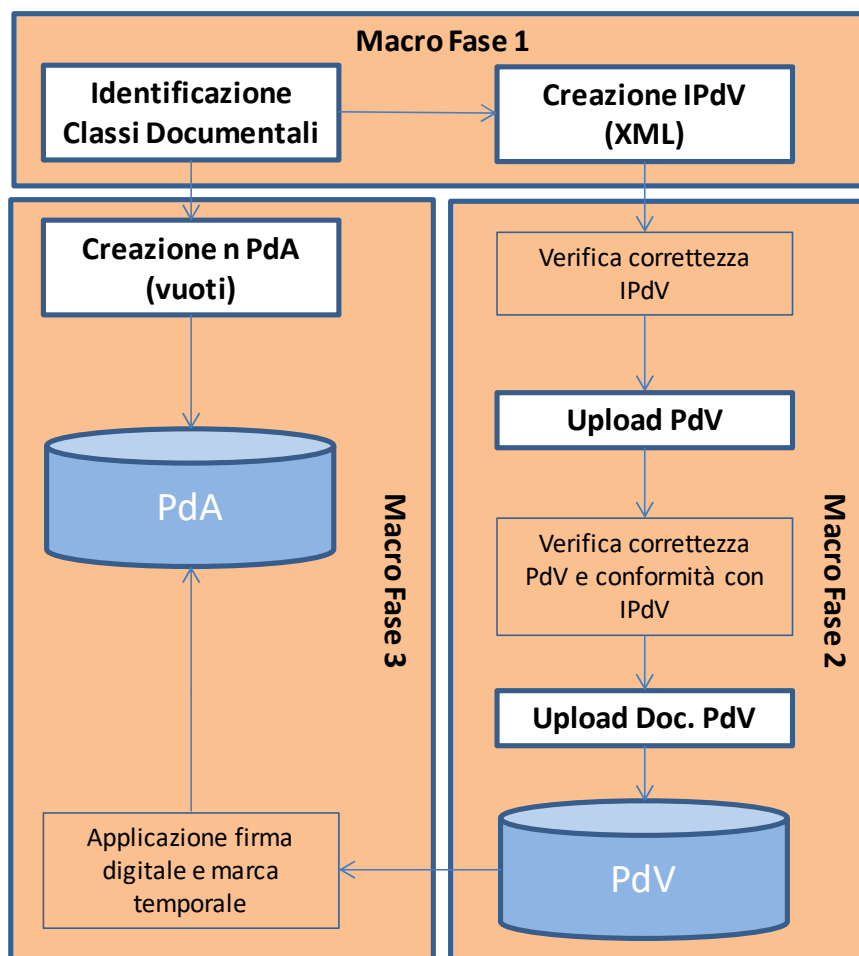 Macro Fase 1
Identificazione
Classi Documentali
Creazione IPdV
(XML)
Creazione n PdA
(vuoti)
PdA
Applicazione firma
digitale e marca
temporale
Macro Fase 3
Verifica correttezza
IPdV
Upload PdV
Verifica correttezza
PdV e conformità con
IPdV
Upload Doc. PdV
PdV
Macro Fase 2